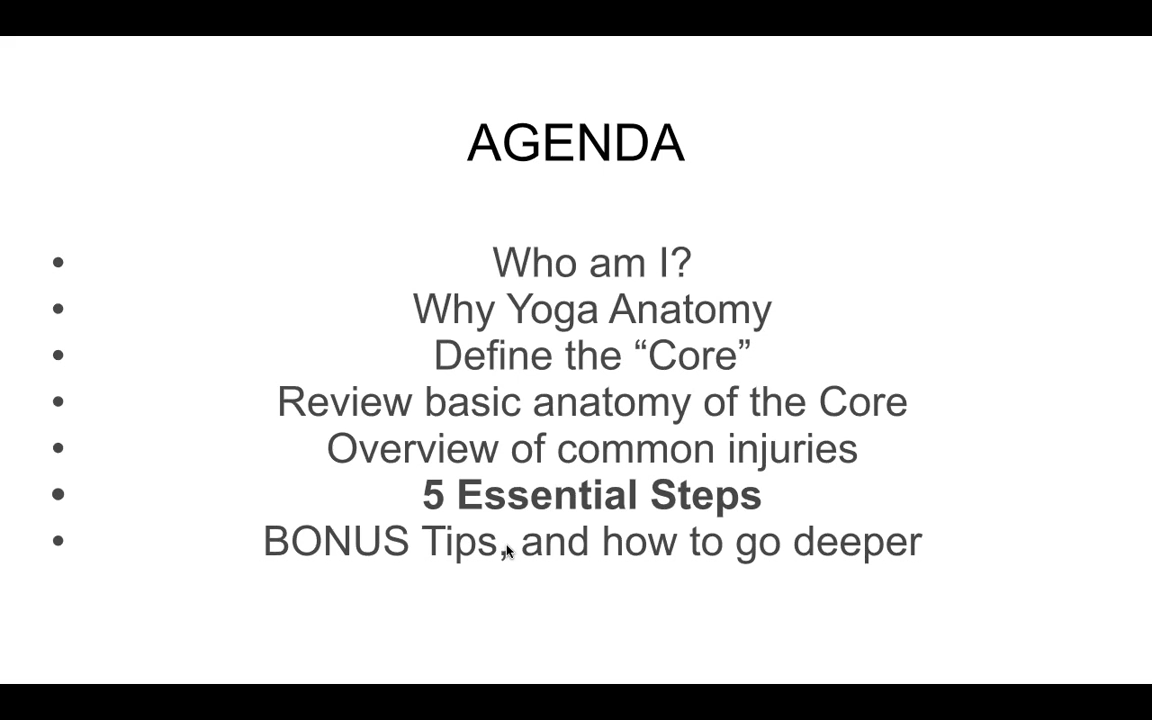 AGENDA
• Who am I?
• Why Yoga Anatomy
• Define the “Core”
• Review basic anatomy of the Core
• Overview of common injuries
• 5 Essential Steps
• BONUS Tips, and how to go deeper